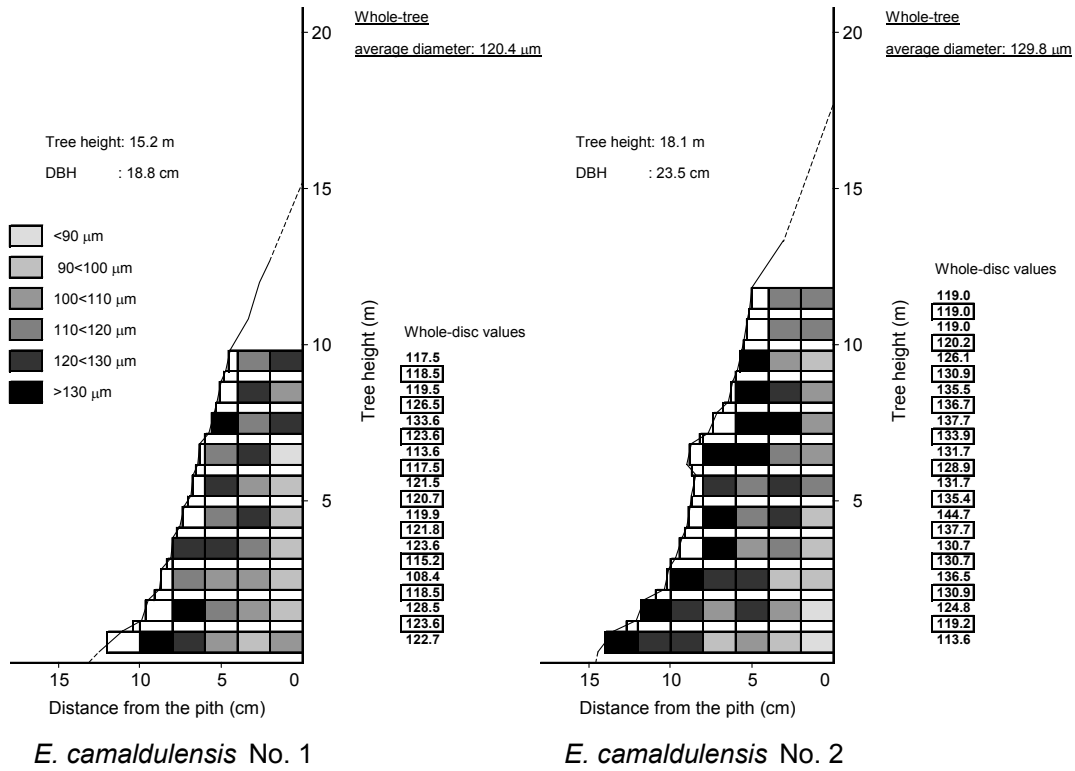 Whole-tree
average diameter: 120.4 μm
Tree height: 15.2 m
DBH : 18.8 cm
<90 μm
90<100 μm
100<110 μm
110<120 μm
120<130 μm
>130 μm
20
15
10
5
Tree height (m)
Whole-disc values
117.5
118.5
119.5
126.5
133.6
123.6
113.6
117.5
121.5
120.7
119.9
121.8
123.6
115.2
108.4
118.5
128.5
123.6
122.7
15 10 5 0
Distance from the pith (cm)
E. camaldulensis No. 1
Whole-tree
average diameter: 129.8 μm
Tree height: 18.1 m
DBH : 23.5 cm
20
15
10
5
Tree height (m)
Whole-disc values
119.0
119.0
119.0
120.2
126.1
130.9
135.5
136.7
137.7
133.9
131.7
128.9
131.7
135.4
144.7
137.7
130.7
130.7
136.5
130.9
124.8
119.2
113.6
15 10 5 0
Distance from the pith (cm)
E. camaldulensis No. 2